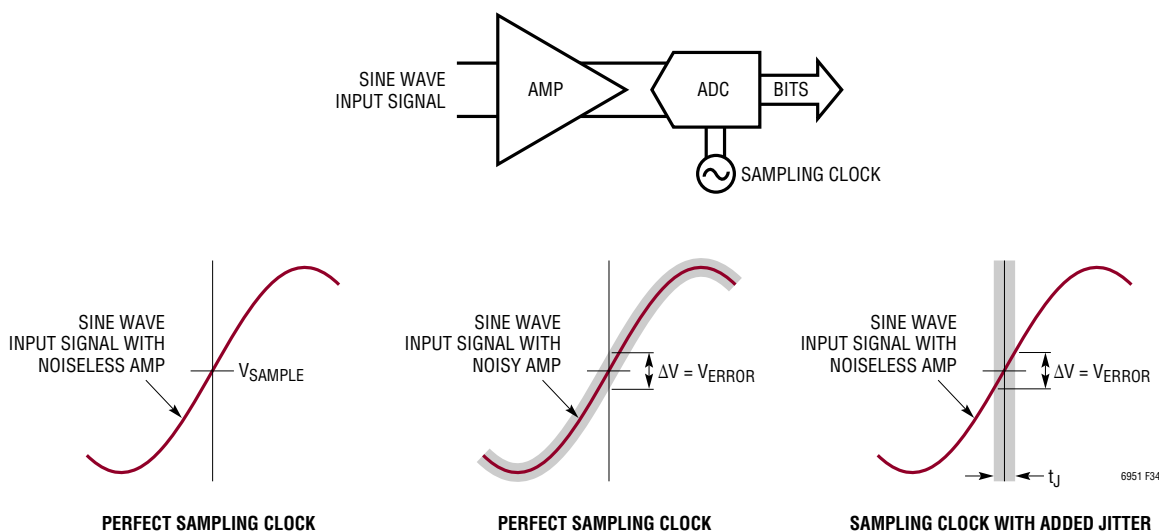 SINE WAVE
INPUT SIGNAL
AMP
ADC
BITS
SAMPLING CLOCK
SINE WAVE
INPUT SIGNAL WITH
NOISELESS AMP
VSAMPLE
PERFECT SAMPLING CLOCK
SINE WAVE
INPUT SIGNAL WITH
NOISY AMP
ΔV = VERROR
PERFECT SAMPLING CLOCK
SINE WAVE
INPUT SIGNAL WITH
NOISELESS AMP
ΔV = VERROR
tJ
6951 F34
SAMPLING CLOCK WITH ADDED JITTER